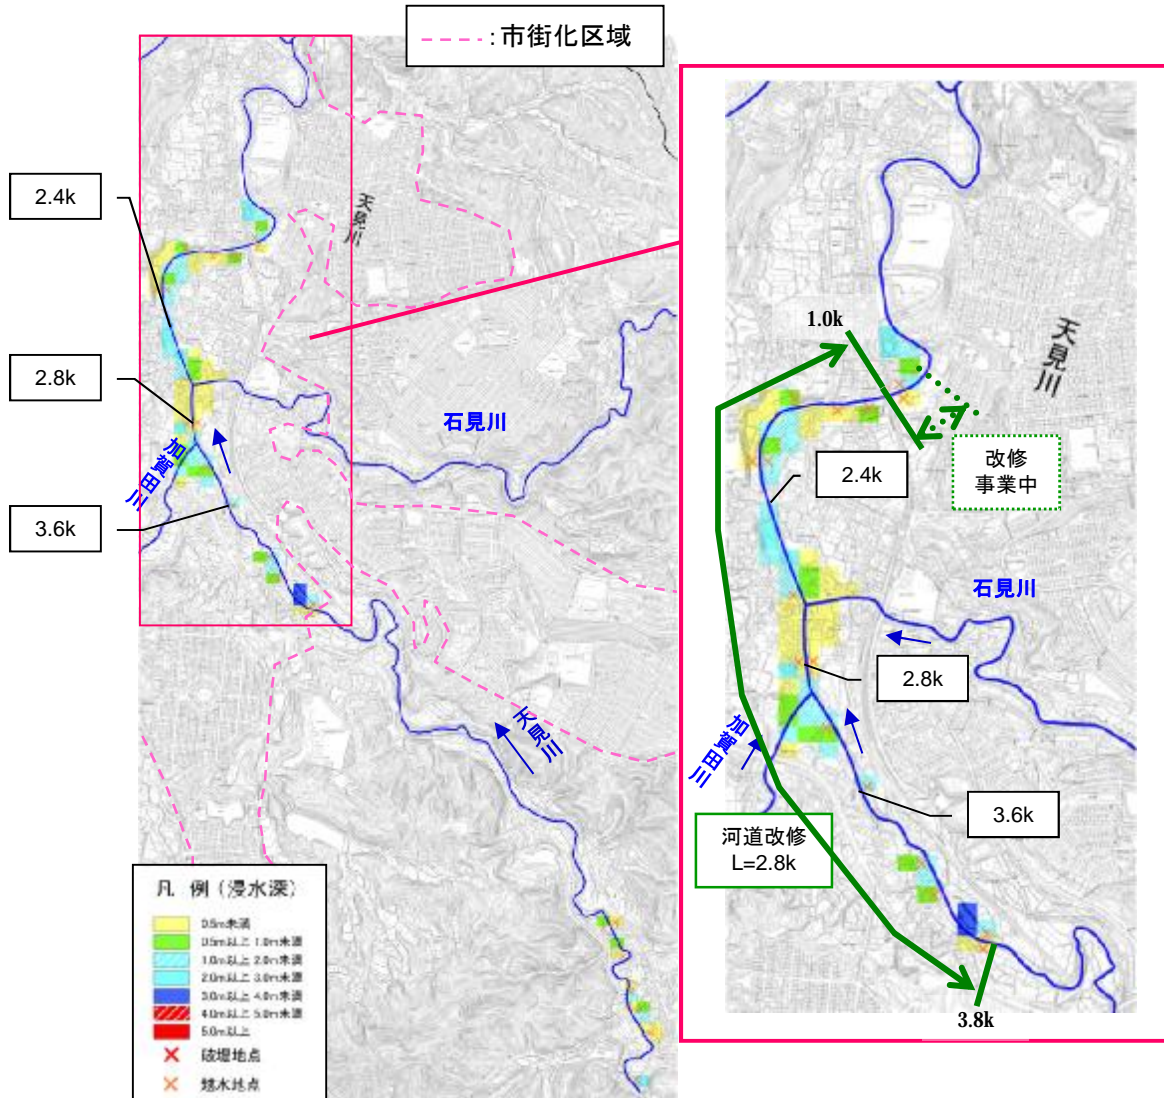 ：市街化区域
2.4k
2.8k
3.6k
天見川
石見川
加賀田川
天見川
凡 例（浸水深）
0.5m未満
0.5m以上 1.0m未満
1.0m以上 2.0m未満
2.0m以上 3.0m未満
3.0m以上 4.0m未満
4.0m以上 5.0m未満
5.0m以上
破堤地点
越水地点
1.0k
天見川
改修
事業中
2.4k
石見川
2.8k
加賀田川
3.6k
河道改修
L=2.8k
3.8k